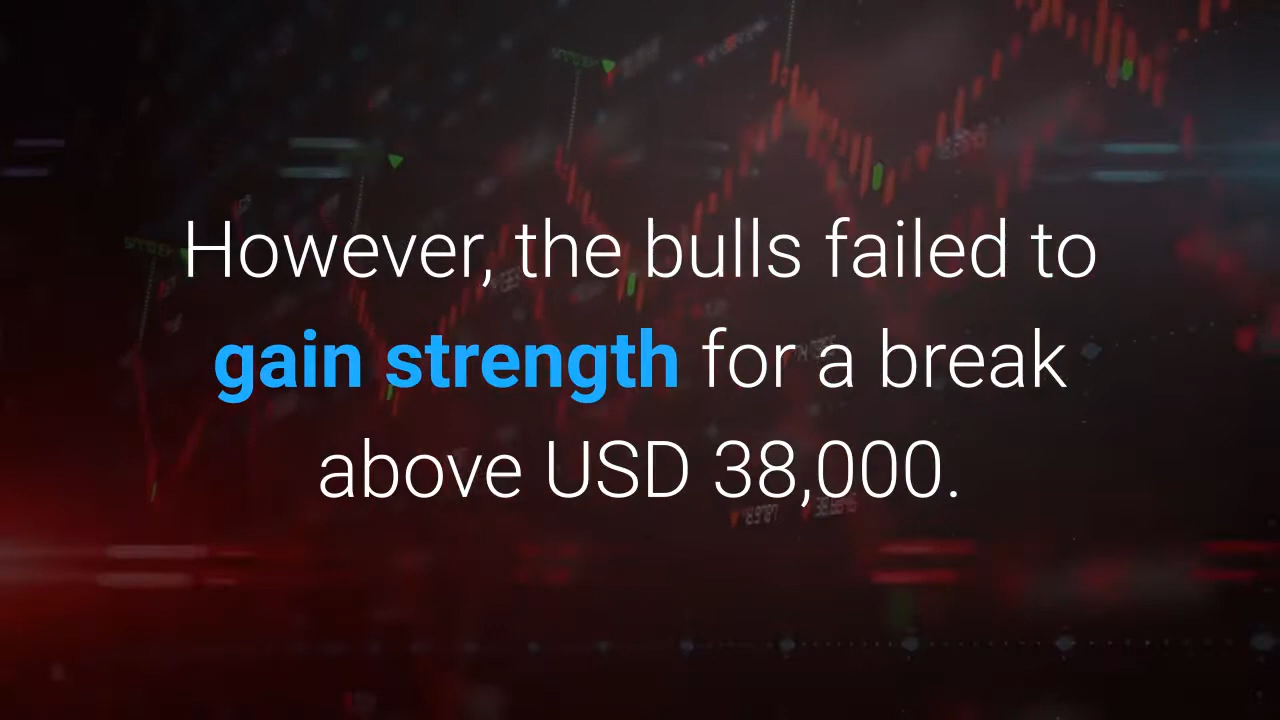 However, the bulls failed to
gain strength for a break
above USD 38,000.